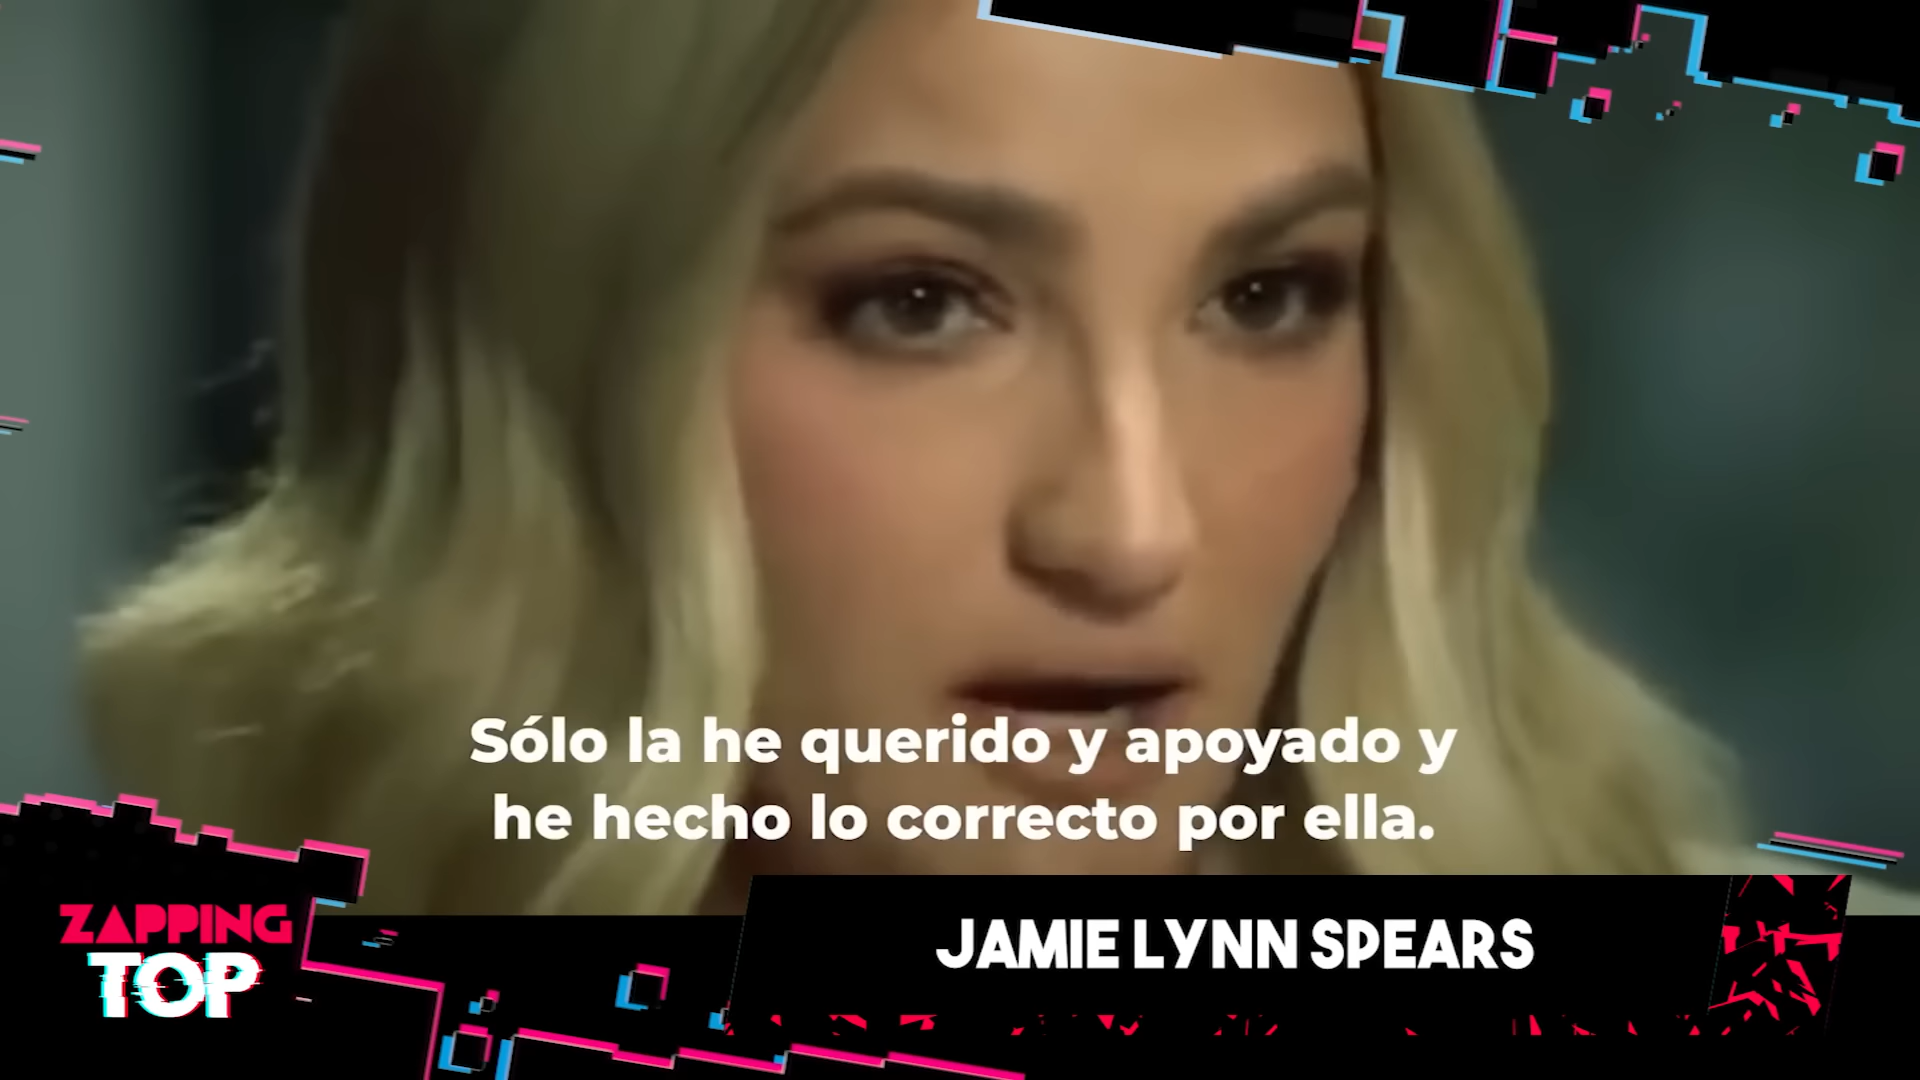 Sólo la he querido y apoyado y
he hecho lo correcto por ella.
ZAPPING
TOP
JAMIE LYNN SPEARS